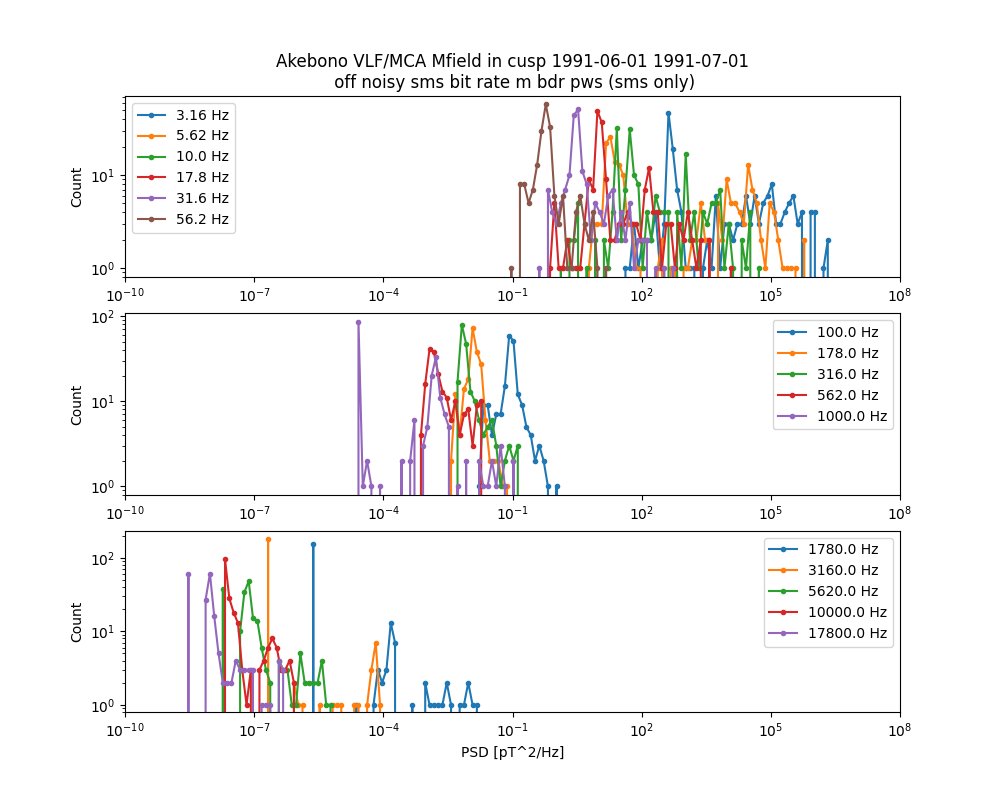 Akebono VLF/MCA Mfield in cusp 1991-06-01 1991-07-01
off noisy sms bit rate m bdr pws (sms only)
Count
10^1
10^0
3.16 Hz
5.62 Hz
10.0 Hz
17.8 Hz
31.6 Hz
56.2 Hz
10^-10 10^-7 10^-4 10^-1 10^2 10^5 10^8
Count
10^2
10^1
10^0
100.0 Hz
178.0 Hz
316.0 Hz
562.0 Hz
1000.0 Hz
10^-10 10^-7 10^-4 10^-1 10^2 10^5 10^8
Count
10^2
10^1
10^0
1780.0 Hz
3160.0 Hz
5620.0 Hz
10000.0 Hz
17800.0 Hz
10^-10 10^-7 10^-4 10^-1 10^2 10^5 10^8
PSD [pT^2/Hz]